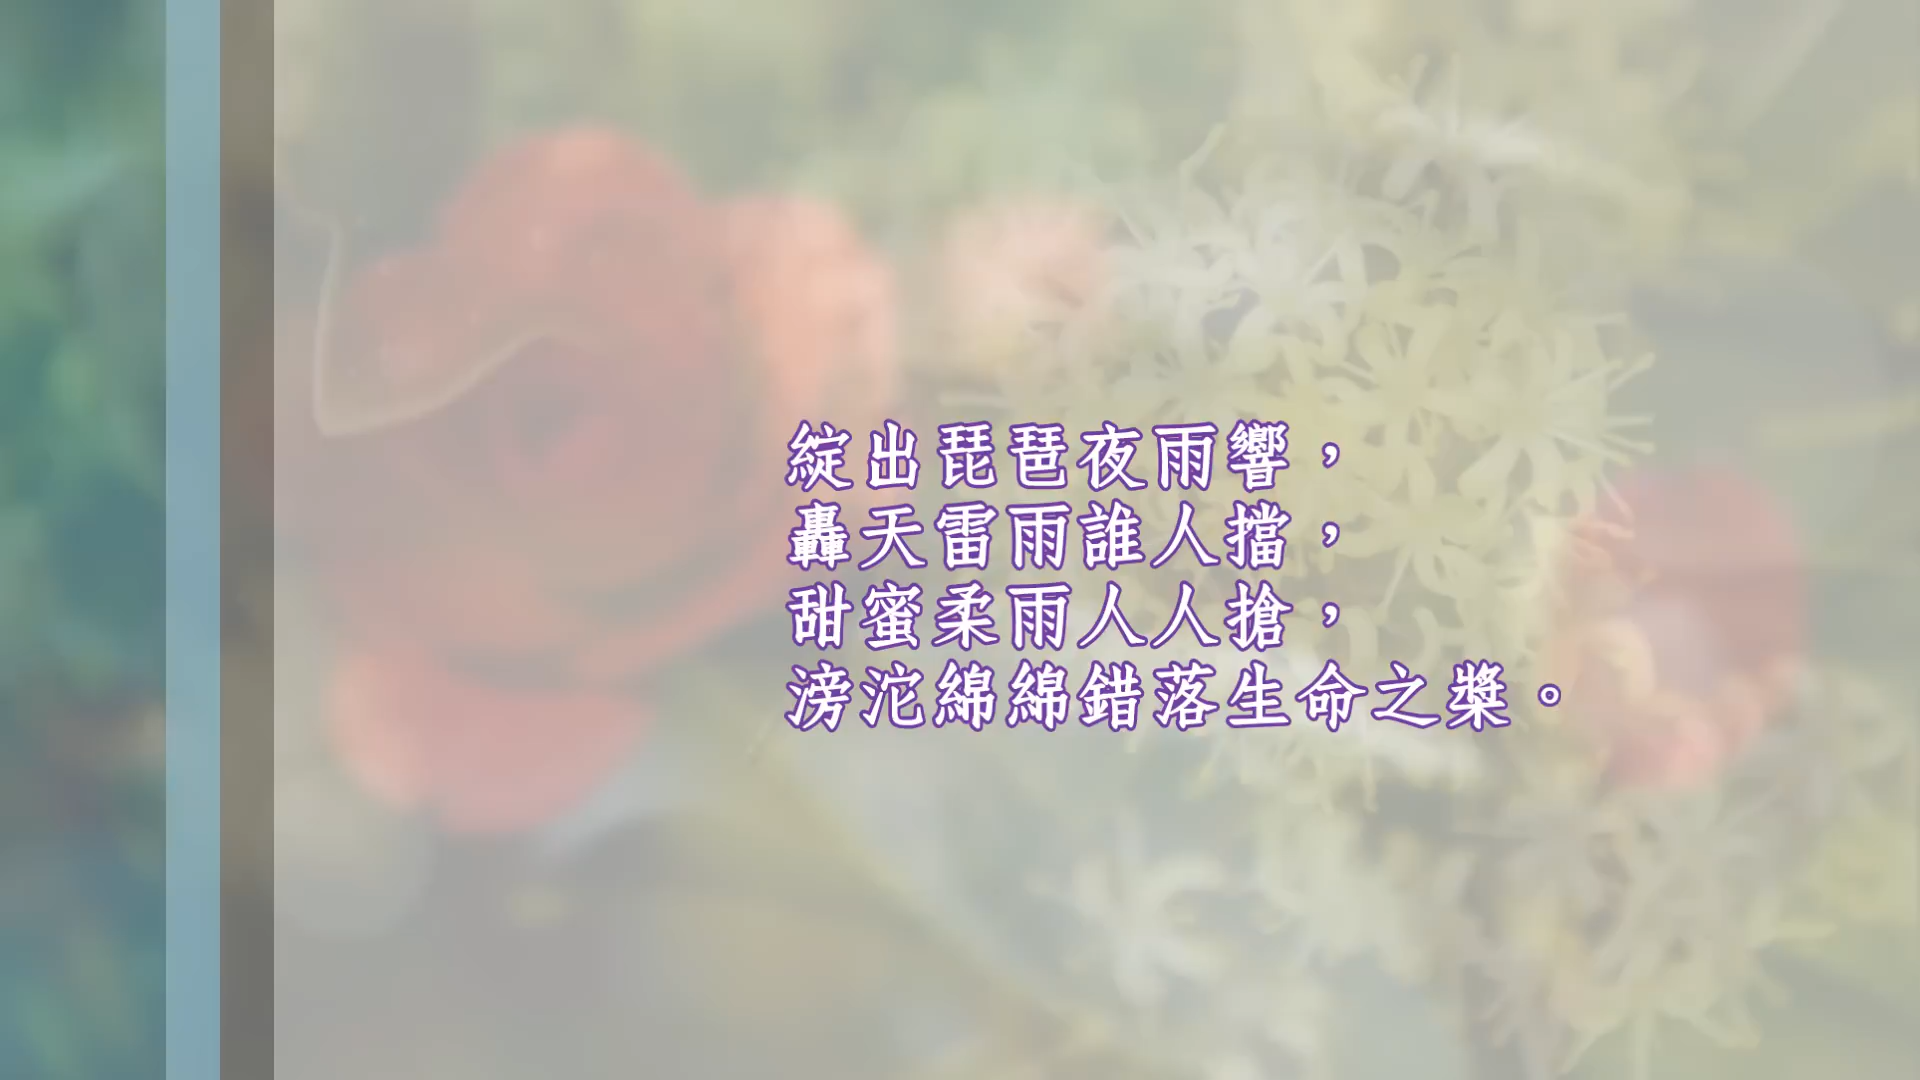 綻出琵琶夜雨響，
轟天雷雨誰人擋，
甜蜜柔雨人人搶，
滂沱綿綿錯落生命之槳。